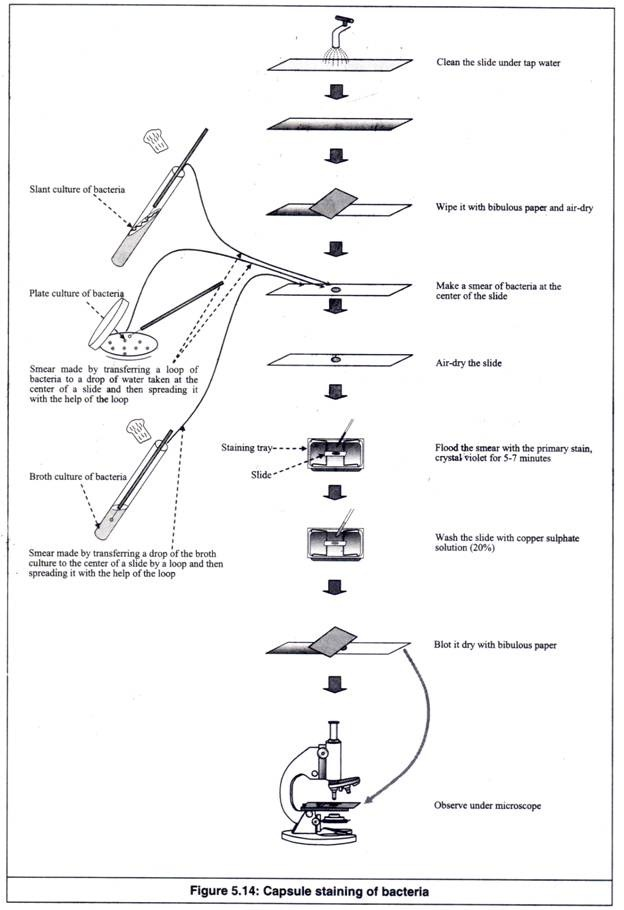 Clean the slide under tap water
Slant culture of bacteria
Wipe it with bibulous paper and air-dry
Plate culture of bacteria
Make a smear of bacteria at the
center of the slide
Smear made by transferring a loop of
bacteria to a drop of water taken at the
center of a slide and then spreading it
with the help of the loop
Air-dry the slide
Staining tray
Slide
Flood the smear with the primary stain,
crystal violet for 5-7 minutes
Broth culture of bacteria
Wash the slide with copper sulphate
solution (20%)
Smear made by transferring a drop of the broth
culture to the center of a slide by a loop and then
spreading it with the help of the loop
Blot it dry with bibulous paper
Observe under microscope
Figure 5.14: Capsule staining of bacteria